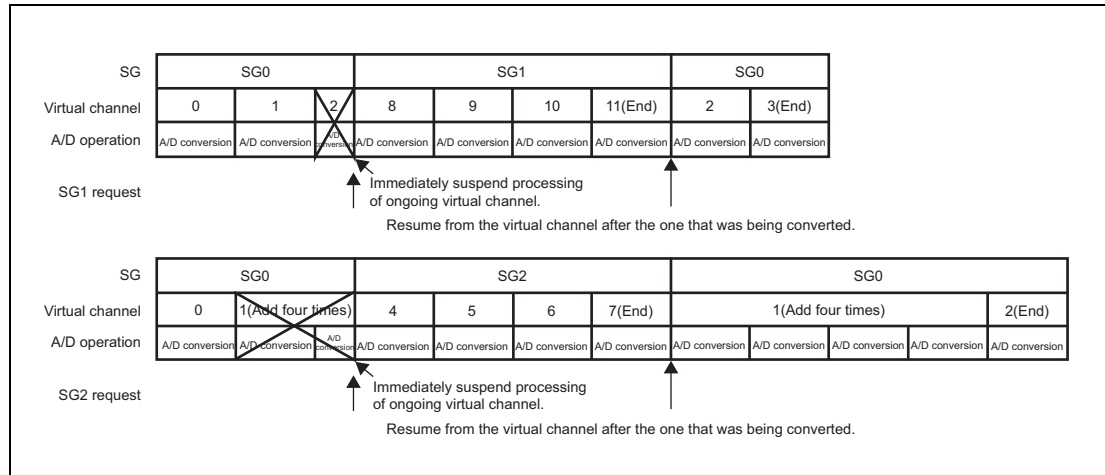 SG SG0 SG1 SG0
Virtual channel 0 1 2 8 9 10 11(End) 2 3(End)
A/D operation A/D conversion A/D conversion A/D conversion A/D conversion A/D conversion A/D conversion A/D conversion A/D conversion A/D conversion
SG1 request
Immediately suspend processing
of ongoing virtual channel.
Resume from the virtual channel after the one that was being converted.
SG SG0 SG2 SG0
Virtual channel 0 1(Add four times) 4 5 6 7(End) 1(Add four times) 2(End)
A/D operation A/D conversion A/D conversion A/D conversion A/D conversion A/D conversion A/D conversion A/D conversion A/D conversion A/D conversion A/D conversion A/D conversion A/D conversion
SG2 request
Immediately suspend processing
of ongoing virtual channel.
Resume from the virtual channel after the one that was being converted.